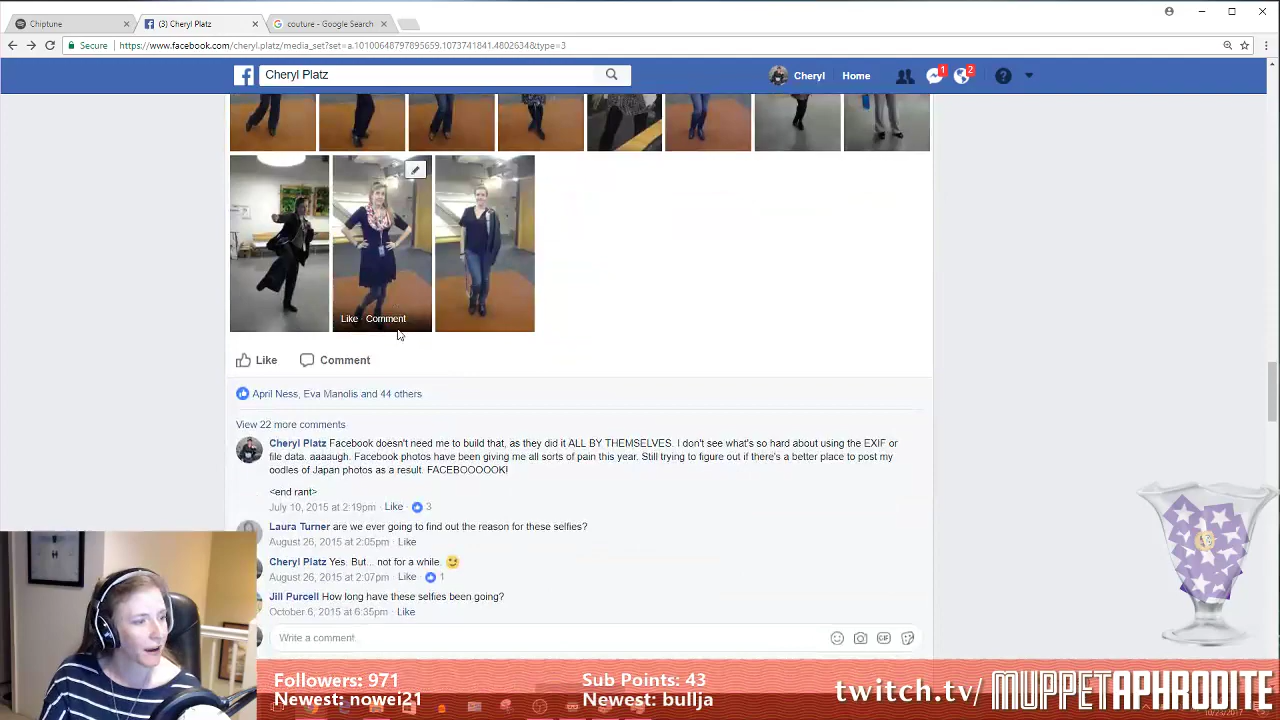 Chiptune
(3) Cheryl Platz
couture - Google Search
Secure
https://www.facebook.com/cheryl.platz/media_set?set=a.10100648797895659.1073741841.4802634&type=3
Cheryl Platz
Cheryl
Home
1
2
Like · Comment
Like
Comment
April Ness, Eva Manolis and 44 others
View 22 more comments
Cheryl Platz Facebook doesn't need me to build that, as they did it ALL BY THEMSELVES. I don't see what's so hard about using the EXIF or
file data. aaaaugh. Facebook photos have been giving me all sorts of pain this year. Still trying to figure out if there's a better place to post my
oodles of Japan photos as a result. FACEBOOOOOK!
<end rant>
July 10, 2015 at 2:19pm · Like · 3
Laura Turner are we ever going to find out the reason for these selfies?
August 26, 2015 at 2:05pm · Like
Cheryl Platz Yes. But... not for a while.
August 26, 2015 at 2:07pm · Like · 1
Jill Purcell How long have these selfies been going?
October 6, 2015 at 6:35pm · Like
Write a comment.
GIF
Followers: 971
Newest: nowei21
Sub Points: 43
Newest: bullja
twitch.tv/MUPPETAPHRODITE